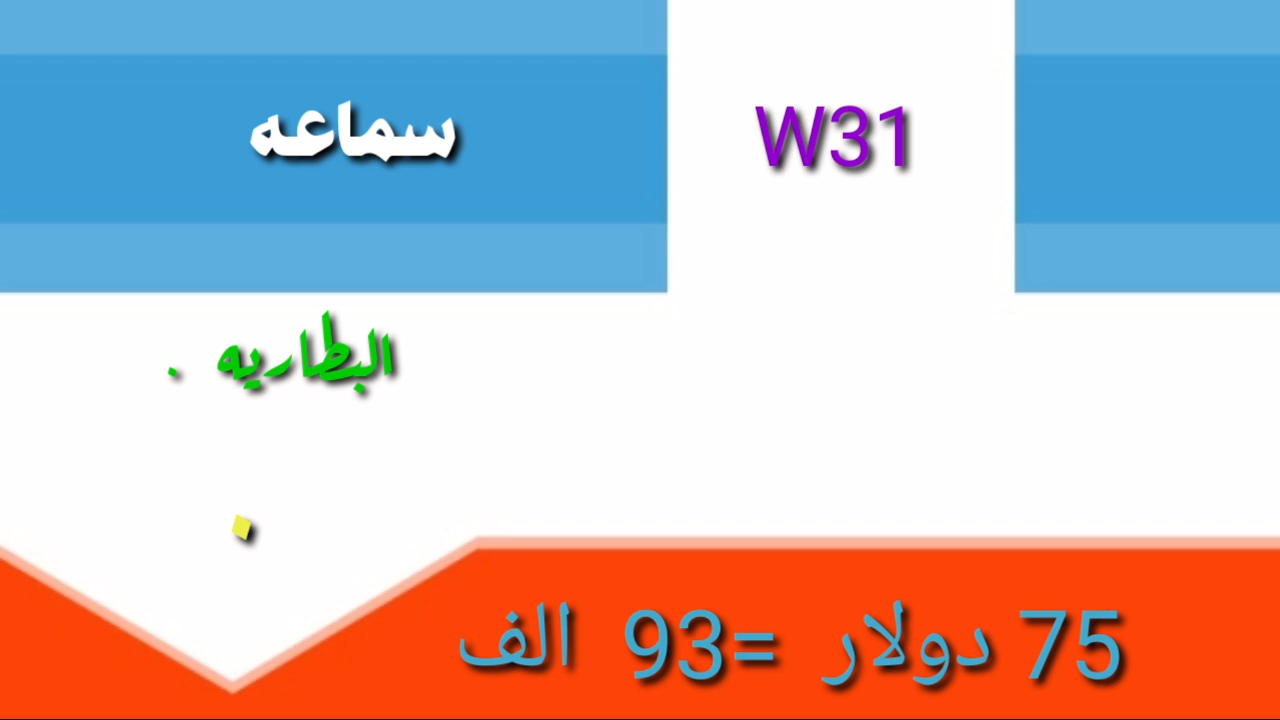 سماعه W31
البطاريه .
.
75 دولار =93 الف